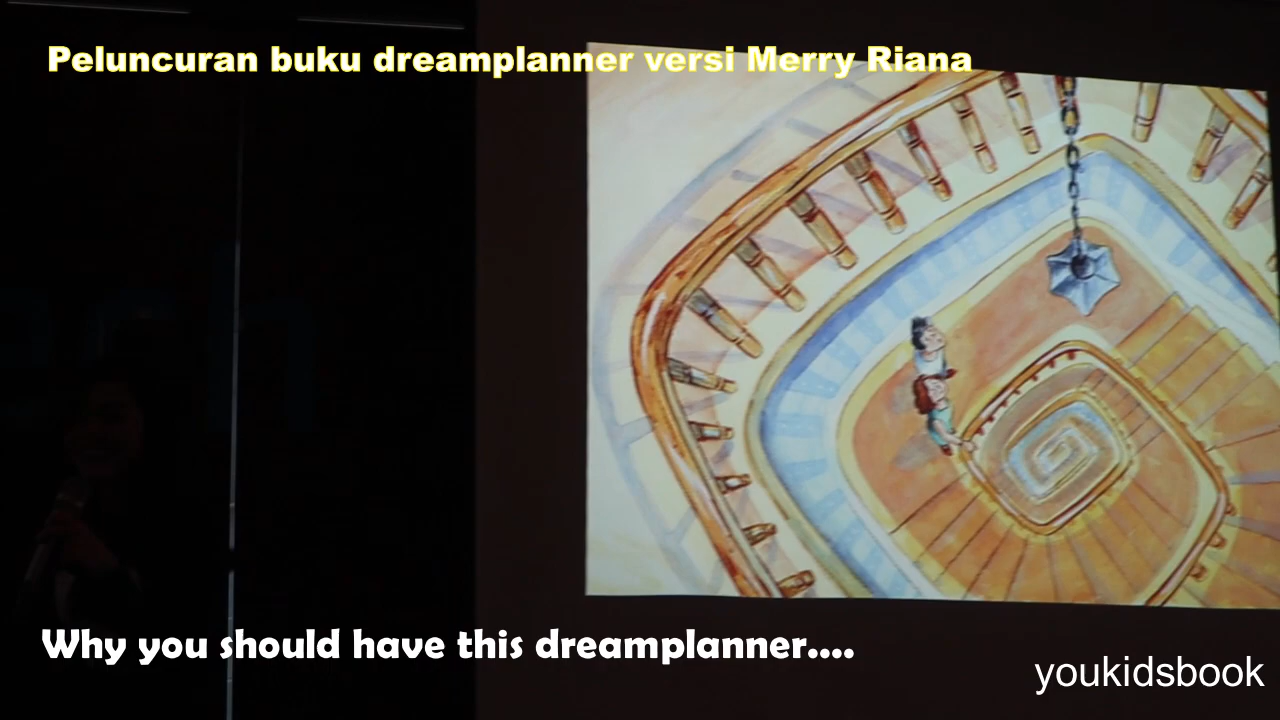 Peluncuran buku dreamplanner versi Merry Riana
Why you should have this dreamplanner....
youkidsbook